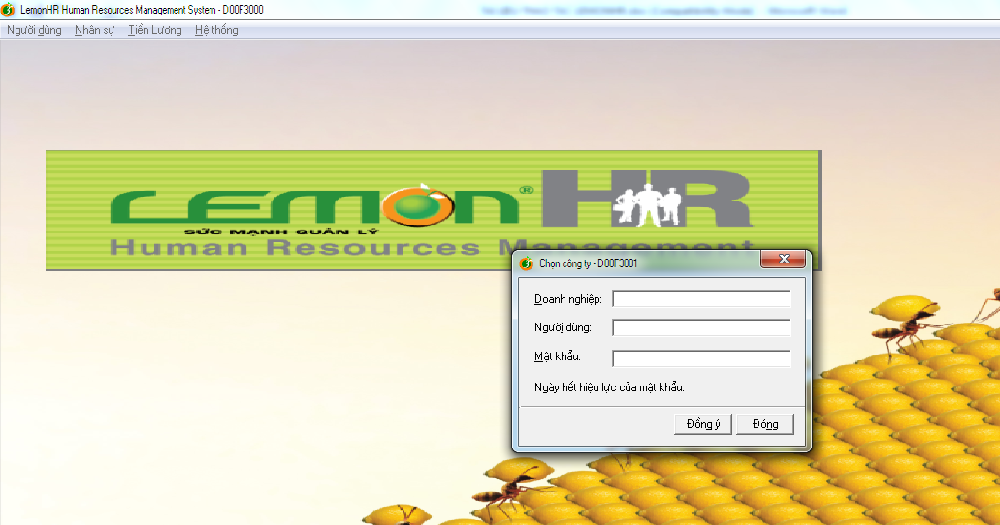 LemonHR Human Resources Management System - D00F3000
Người dùng Nhân sự Tiền Lương Hệ thống
LEMON® HR
SỨC MẠNH QUẢN LÝ
Human Resources Management
Chọn công ty - D00F3001
Doanh nghiệp:
Người dùng:
Mật khẩu:
Ngày hết hiệu lực của mật khẩu:
Đồng ý Đóng